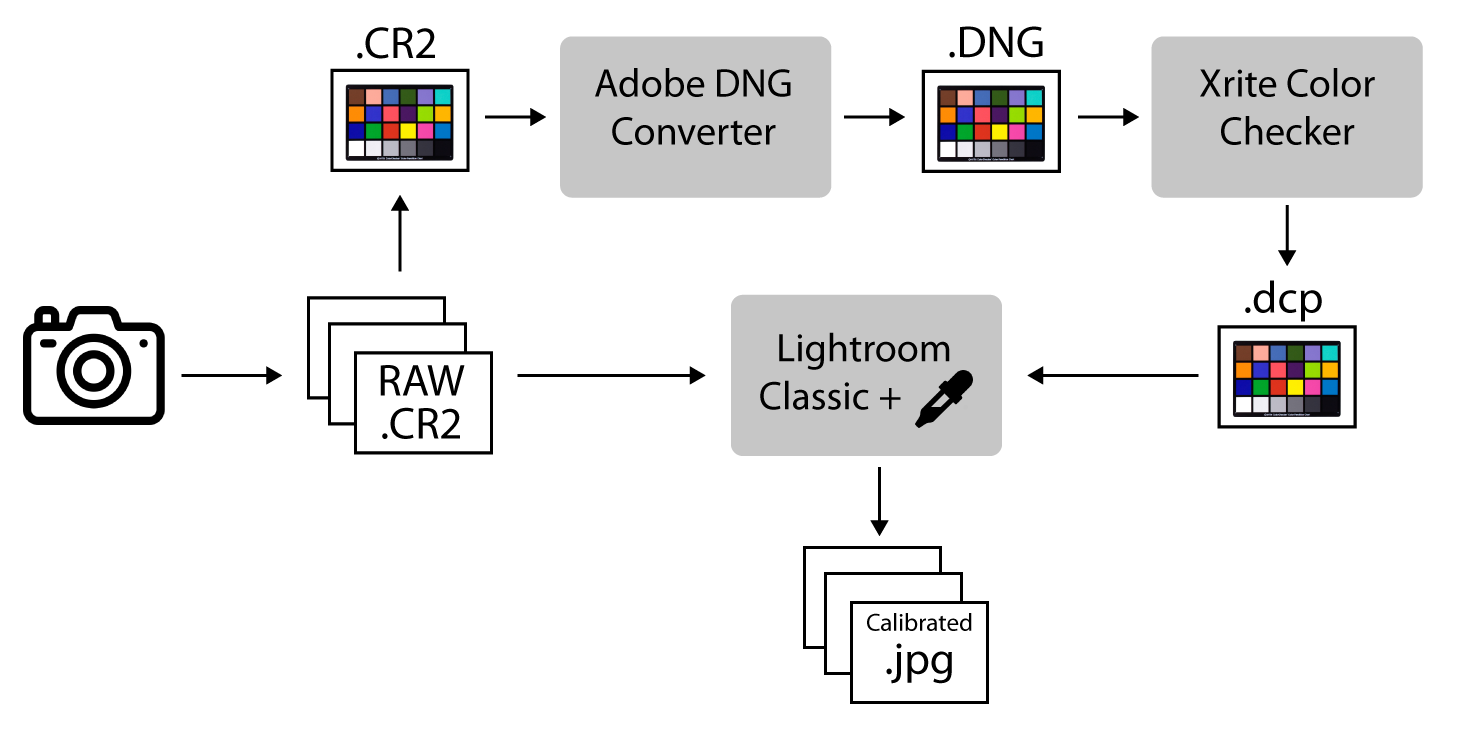 .CR2
Adobe DNG
Converter
.DNG
Xrite Color
Checker
RAW
.CR2
Lightroom
Classic +
.dcp
Calibrated
.jpg